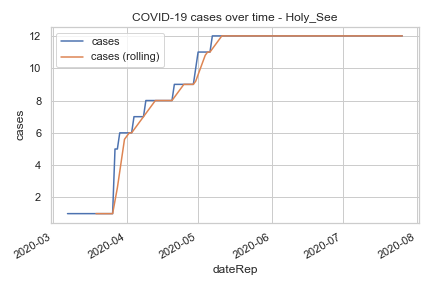 COVID-19 cases over time - Holy_See
cases
cases (rolling)
12
10
8
6
4
2
cases
2020-03
2020-04
2020-05
2020-06
2020-07
2020-08
dateRep